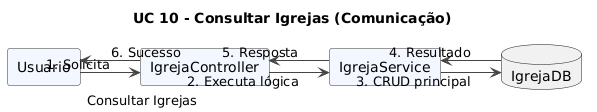 UC 10 - Consultar Igrejas (Comunicação)
6. Sucesso
5. Resposta
4. Resultado
Usuario
1. Solicita
IgrejaController
IgrejaService
IgrejaDB
2. Executa lógica
3. CRUD principal
Consultar Igrejas